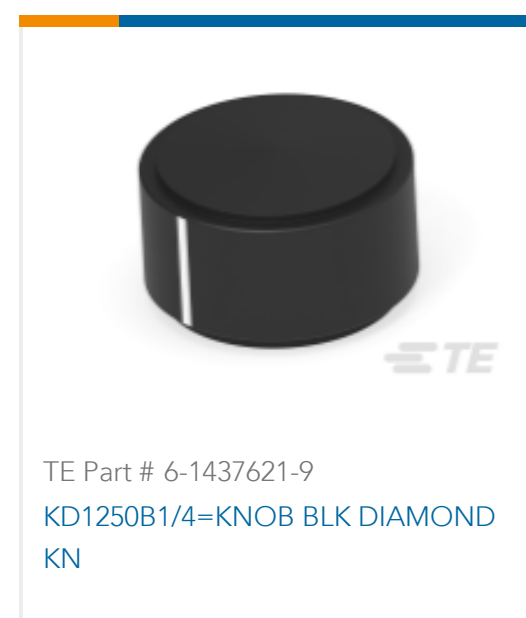 TE
TE Part # 6-1437621-9
KD1250B1/4=KNOB BLK DIAMOND
KN